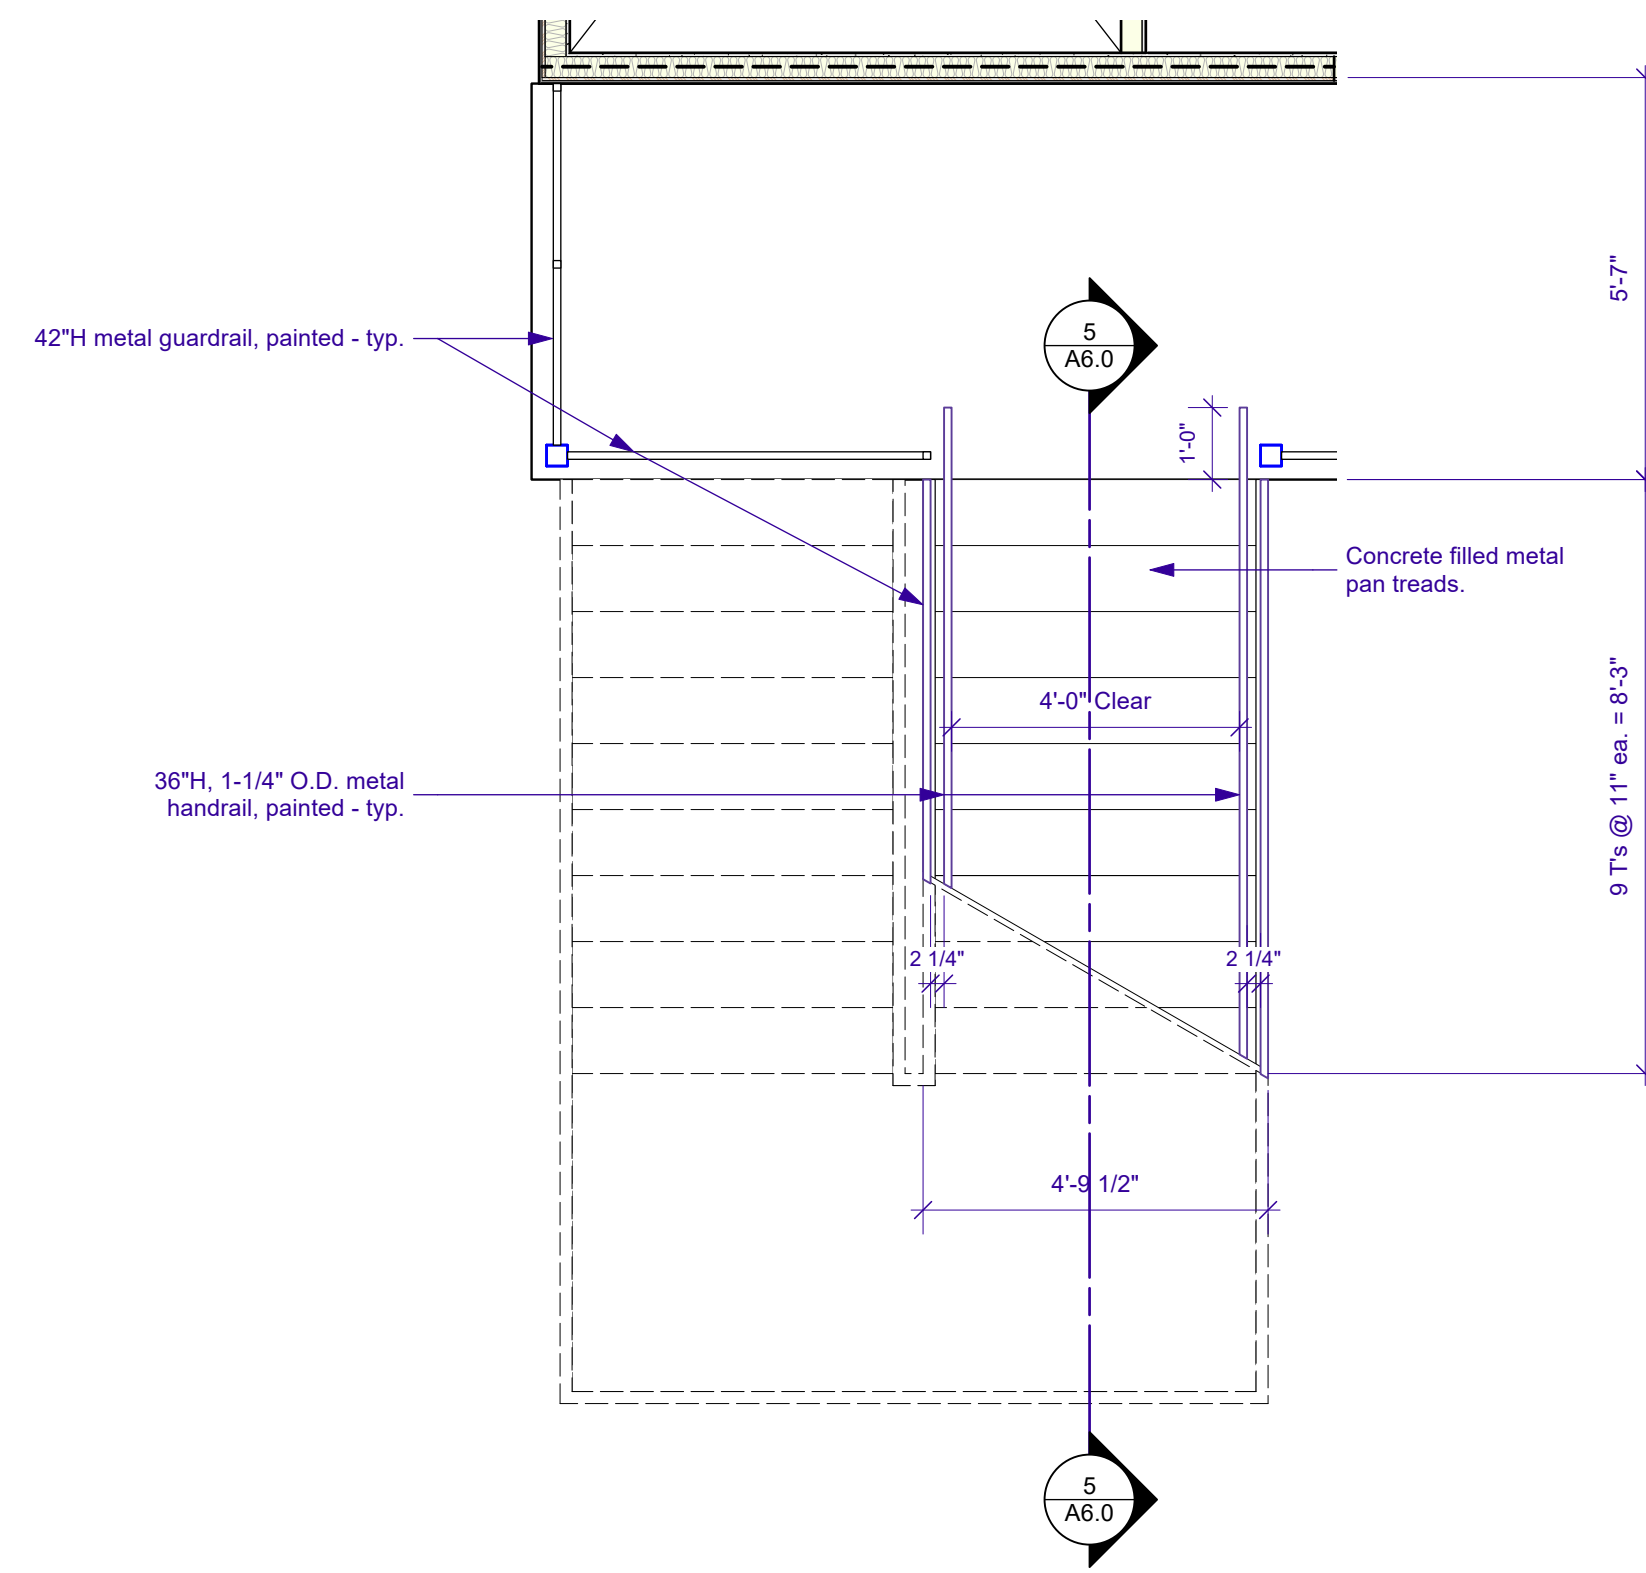 5'-7"
42"H metal guardrail, painted - typ.
5
A6.0
1'-0"
Concrete filled metal
pan treads.
4'-0" Clear
9 T's @ 11" ea. = 8'-3"
36"H, 1-1/4" O.D. metal
handrail, painted - typ.
2 1/4"
2 1/4"
4'-9 1/2"
5
A6.0